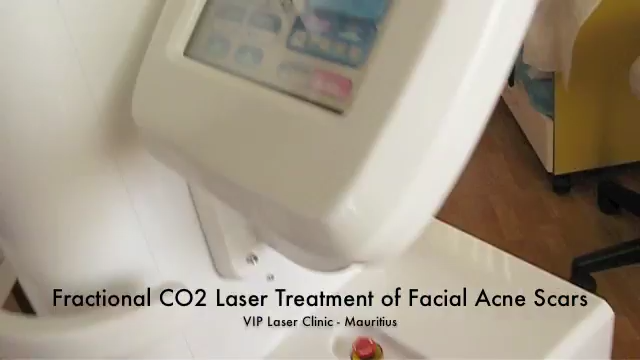 Fractional CO2 Laser Treatment of Facial Acne Scars
VIP Laser Clinic - Mauritius